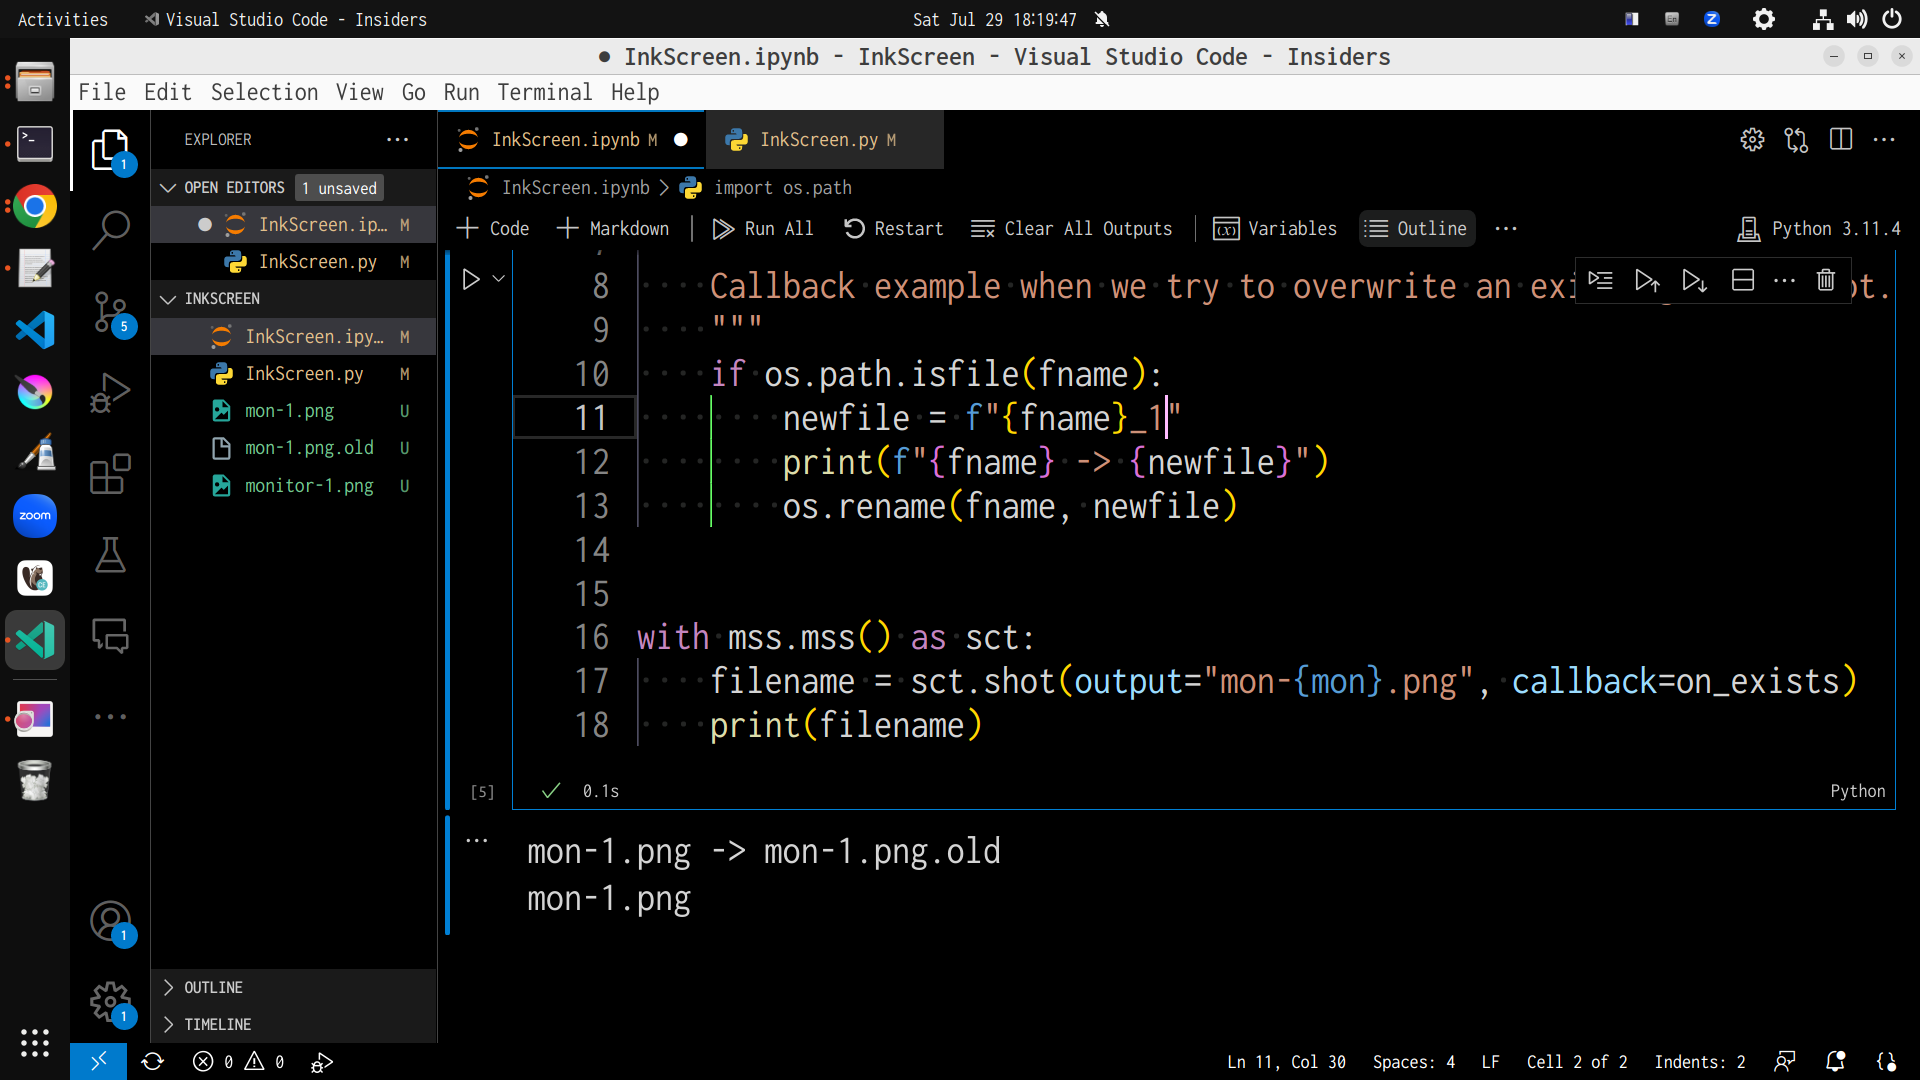 Activities
Visual Studio Code - Insiders
Sat Jul 29 18:19:47
● InkScreen.ipynb - InkScreen - Visual Studio Code - Insiders
File Edit Selection View Go Run Terminal Help
EXPLORER
InkScreen.ipynb M
InkScreen.py M
OPEN EDITORS 1 unsaved
InkScreen.ipynb > import os.path
InkScreen.ip... M
InkScreen.py M
Code
Markdown
Run All
Restart
Clear All Outputs
Variables
Outline
Python 3.11.4
INKSCREEN
InkScreen.ipy... M
InkScreen.py M
mon-1.png U
mon-1.png.old U
monitor-1.png U
8 Callback example when we try to overwrite an
9 """
10 if os.path.isfile(fname):
11 newfile = f"{fname}_1"
12 print(f"{fname} -> {newfile}")
13 os.rename(fname, newfile)
14
15
16 with mss.mss() as sct:
17 filename = sct.shot(output="mon-{mon}.png", callback=on_exists)
18 print(filename)
[5]
0.1s
Python
mon-1.png -> mon-1.png.old
mon-1.png
OUTLINE
TIMELINE
zoom
1
5
1
1
0 0
Ln 11, Col 30
Spaces: 4
LF
Cell 2 of 2
Indents: 2